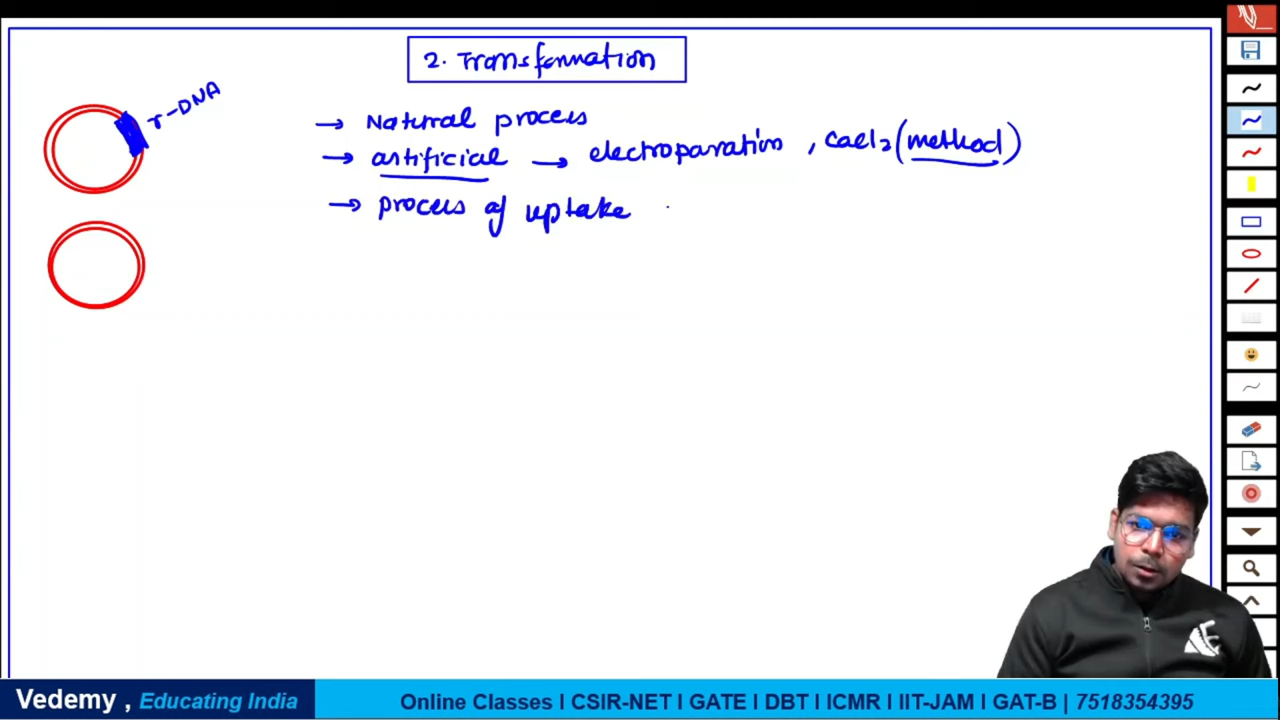 2. Transformation
r-DNA
→ Natural process
→ artificial → electroparation , CaCl2 (method)
→ process of uptake
Vedemy , Educating India
Online Classes I CSIR-NET I GATE I DBT I ICMR I IIT-JAM I GAT-B | 7518354395